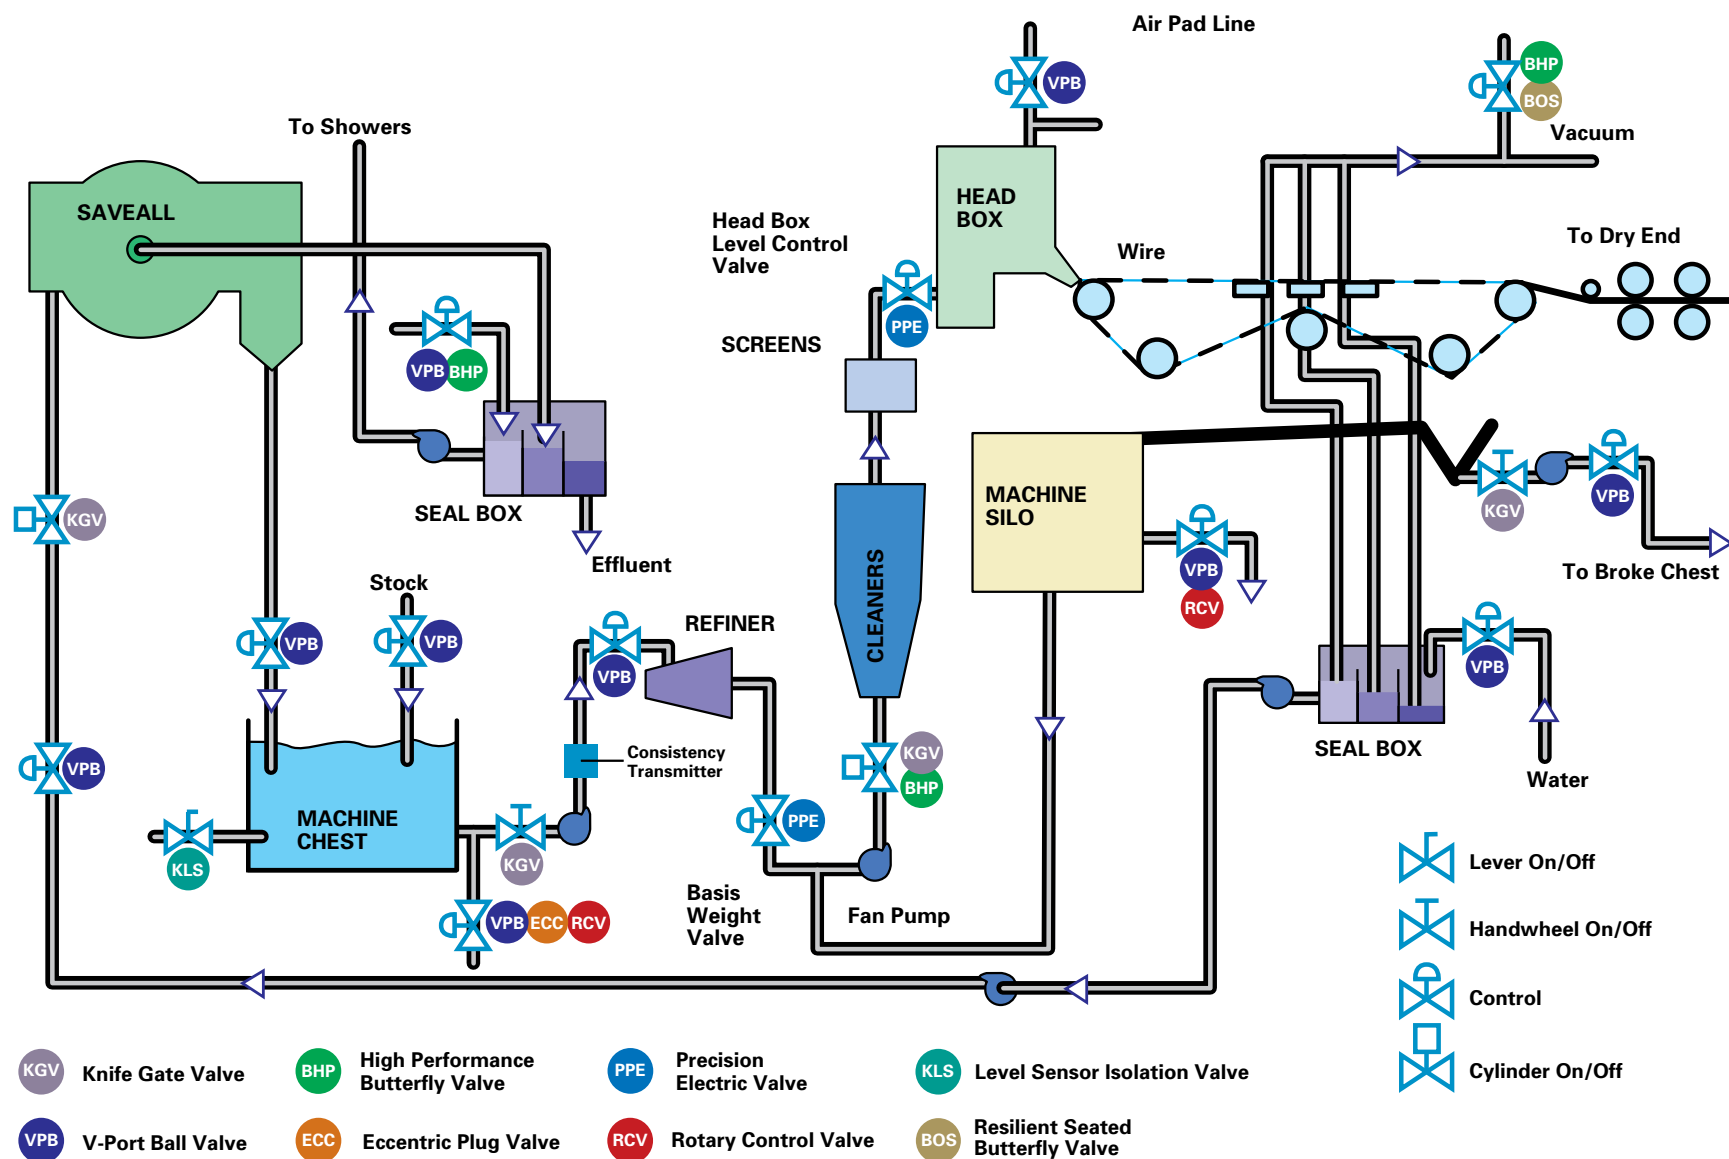 Air Pad Line
VPB
BHP
BOS
Vacuum
To Showers
SAVEALL
HEAD
BOX
Head Box
Level Control
Valve
Wire
To Dry End
PPE
SCREENS
VPB
BHP
SEAL BOX
Effluent
KGV
MACHINE
SILO
KGV
VPB
To Broke Chest
VPB
RCV
CLEANERS
Stock
VPB
VPB
REFINER
VPB
VPB
SEAL BOX
Water
Consistency
Transmitter
KGV
BHP
VPB
MACHINE
CHEST
KLS
KGV
PPE
VPB
ECC
RCV
Basis
Weight
Valve
Fan Pump
Lever On/Off
Handwheel On/Off
Control
Cylinder On/Off
KGV Knife Gate Valve
BHP High Performance
Butterfly Valve
PPE Precision
Electric Valve
KLS Level Sensor Isolation Valve
VPB V-Port Ball Valve
ECC Eccentric Plug Valve
RCV Rotary Control Valve
BOS Resilient Seated
Butterfly Valve